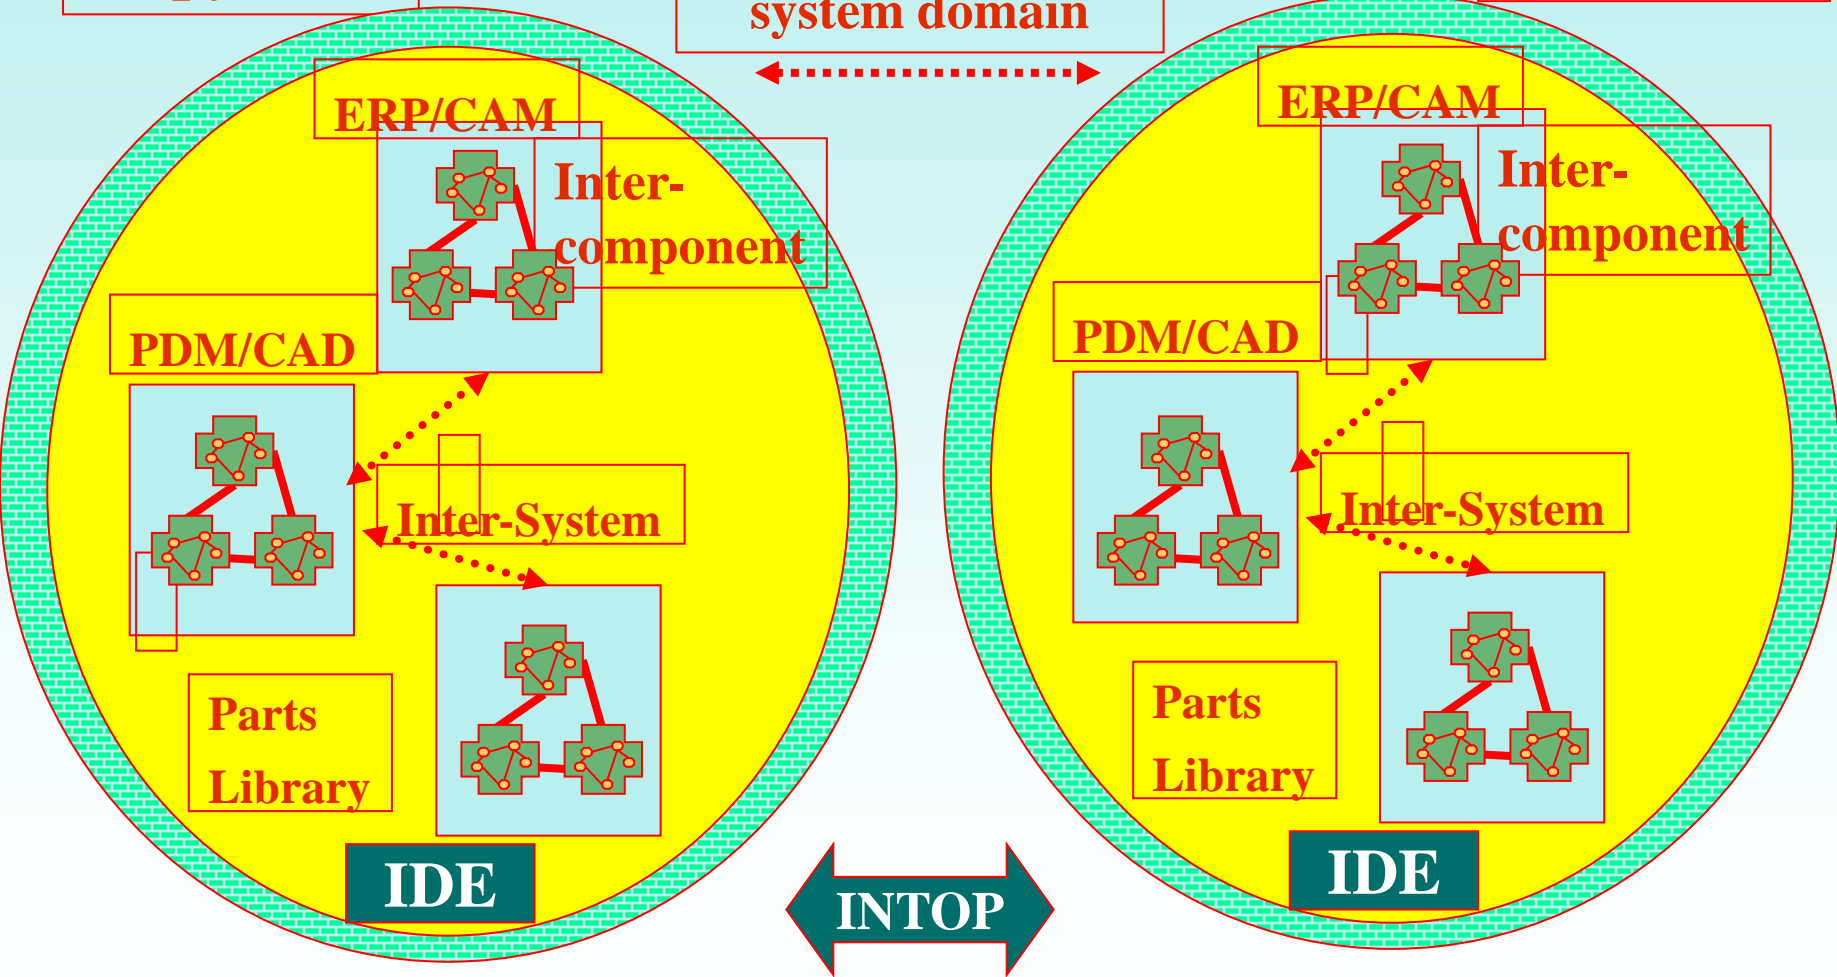 system domain
ERP/CAM
Inter-
component
PDM/CAD
Inter-System
Parts
Library
IDE
INTOP
ERP/CAM
Inter-
component
PDM/CAD
Inter-System
Parts
Library
IDE